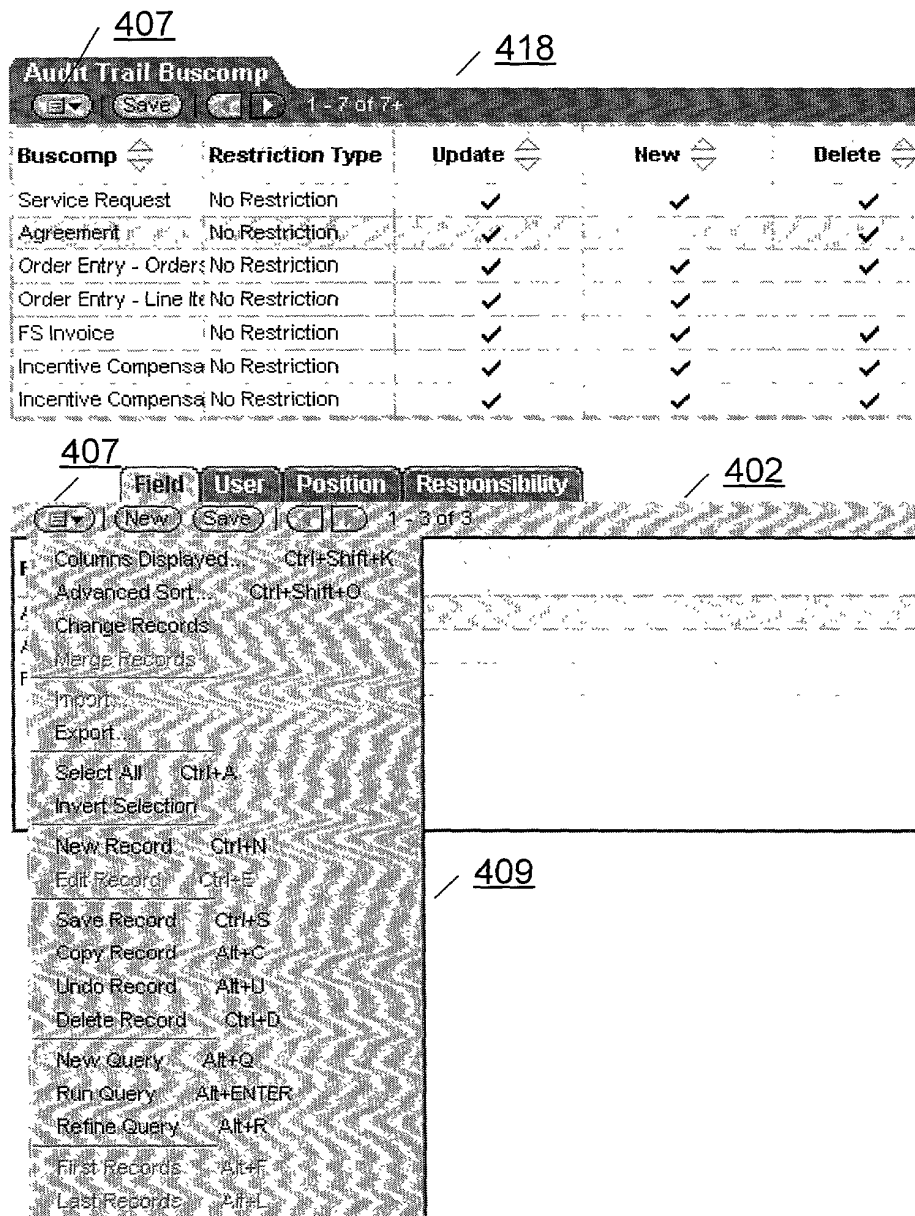 407
418
Audit Trail Buscomp
Save 1 - 7 of 7+
Buscomp Restriction Type Update New Delete
Service Request No Restriction ✓ ✓ ✓
Agreement No Restriction ✓ ✓
Order Entry - Orders No Restriction ✓ ✓ ✓
Order Entry - Line Ite No Restriction ✓ ✓
FS Invoice No Restriction ✓ ✓ ✓
Incentive Compensa No Restriction ✓ ✓ ✓
Incentive Compensa No Restriction ✓ ✓ ✓
407
402
Field User Position Responsibility
New Save 1 - 3 of 3
F
Columns Displayed... Ctrl+Shift+K
Advanced Sort... Ctrl+Shift+O
Change Records
Merge Records
Import...
Export...
Select All Ctrl+A
Invert Selection
New Record Ctrl+N
Edit Record Ctrl+E
409
Save Record Ctrl+S
Copy Record Alt+C
Undo Record Alt+U
Delete Record Ctrl+D
New Query Alt+Q
Run Query Alt+ENTER
Refine Query Alt+R
First Records Alt+F
Last Records Alt+L